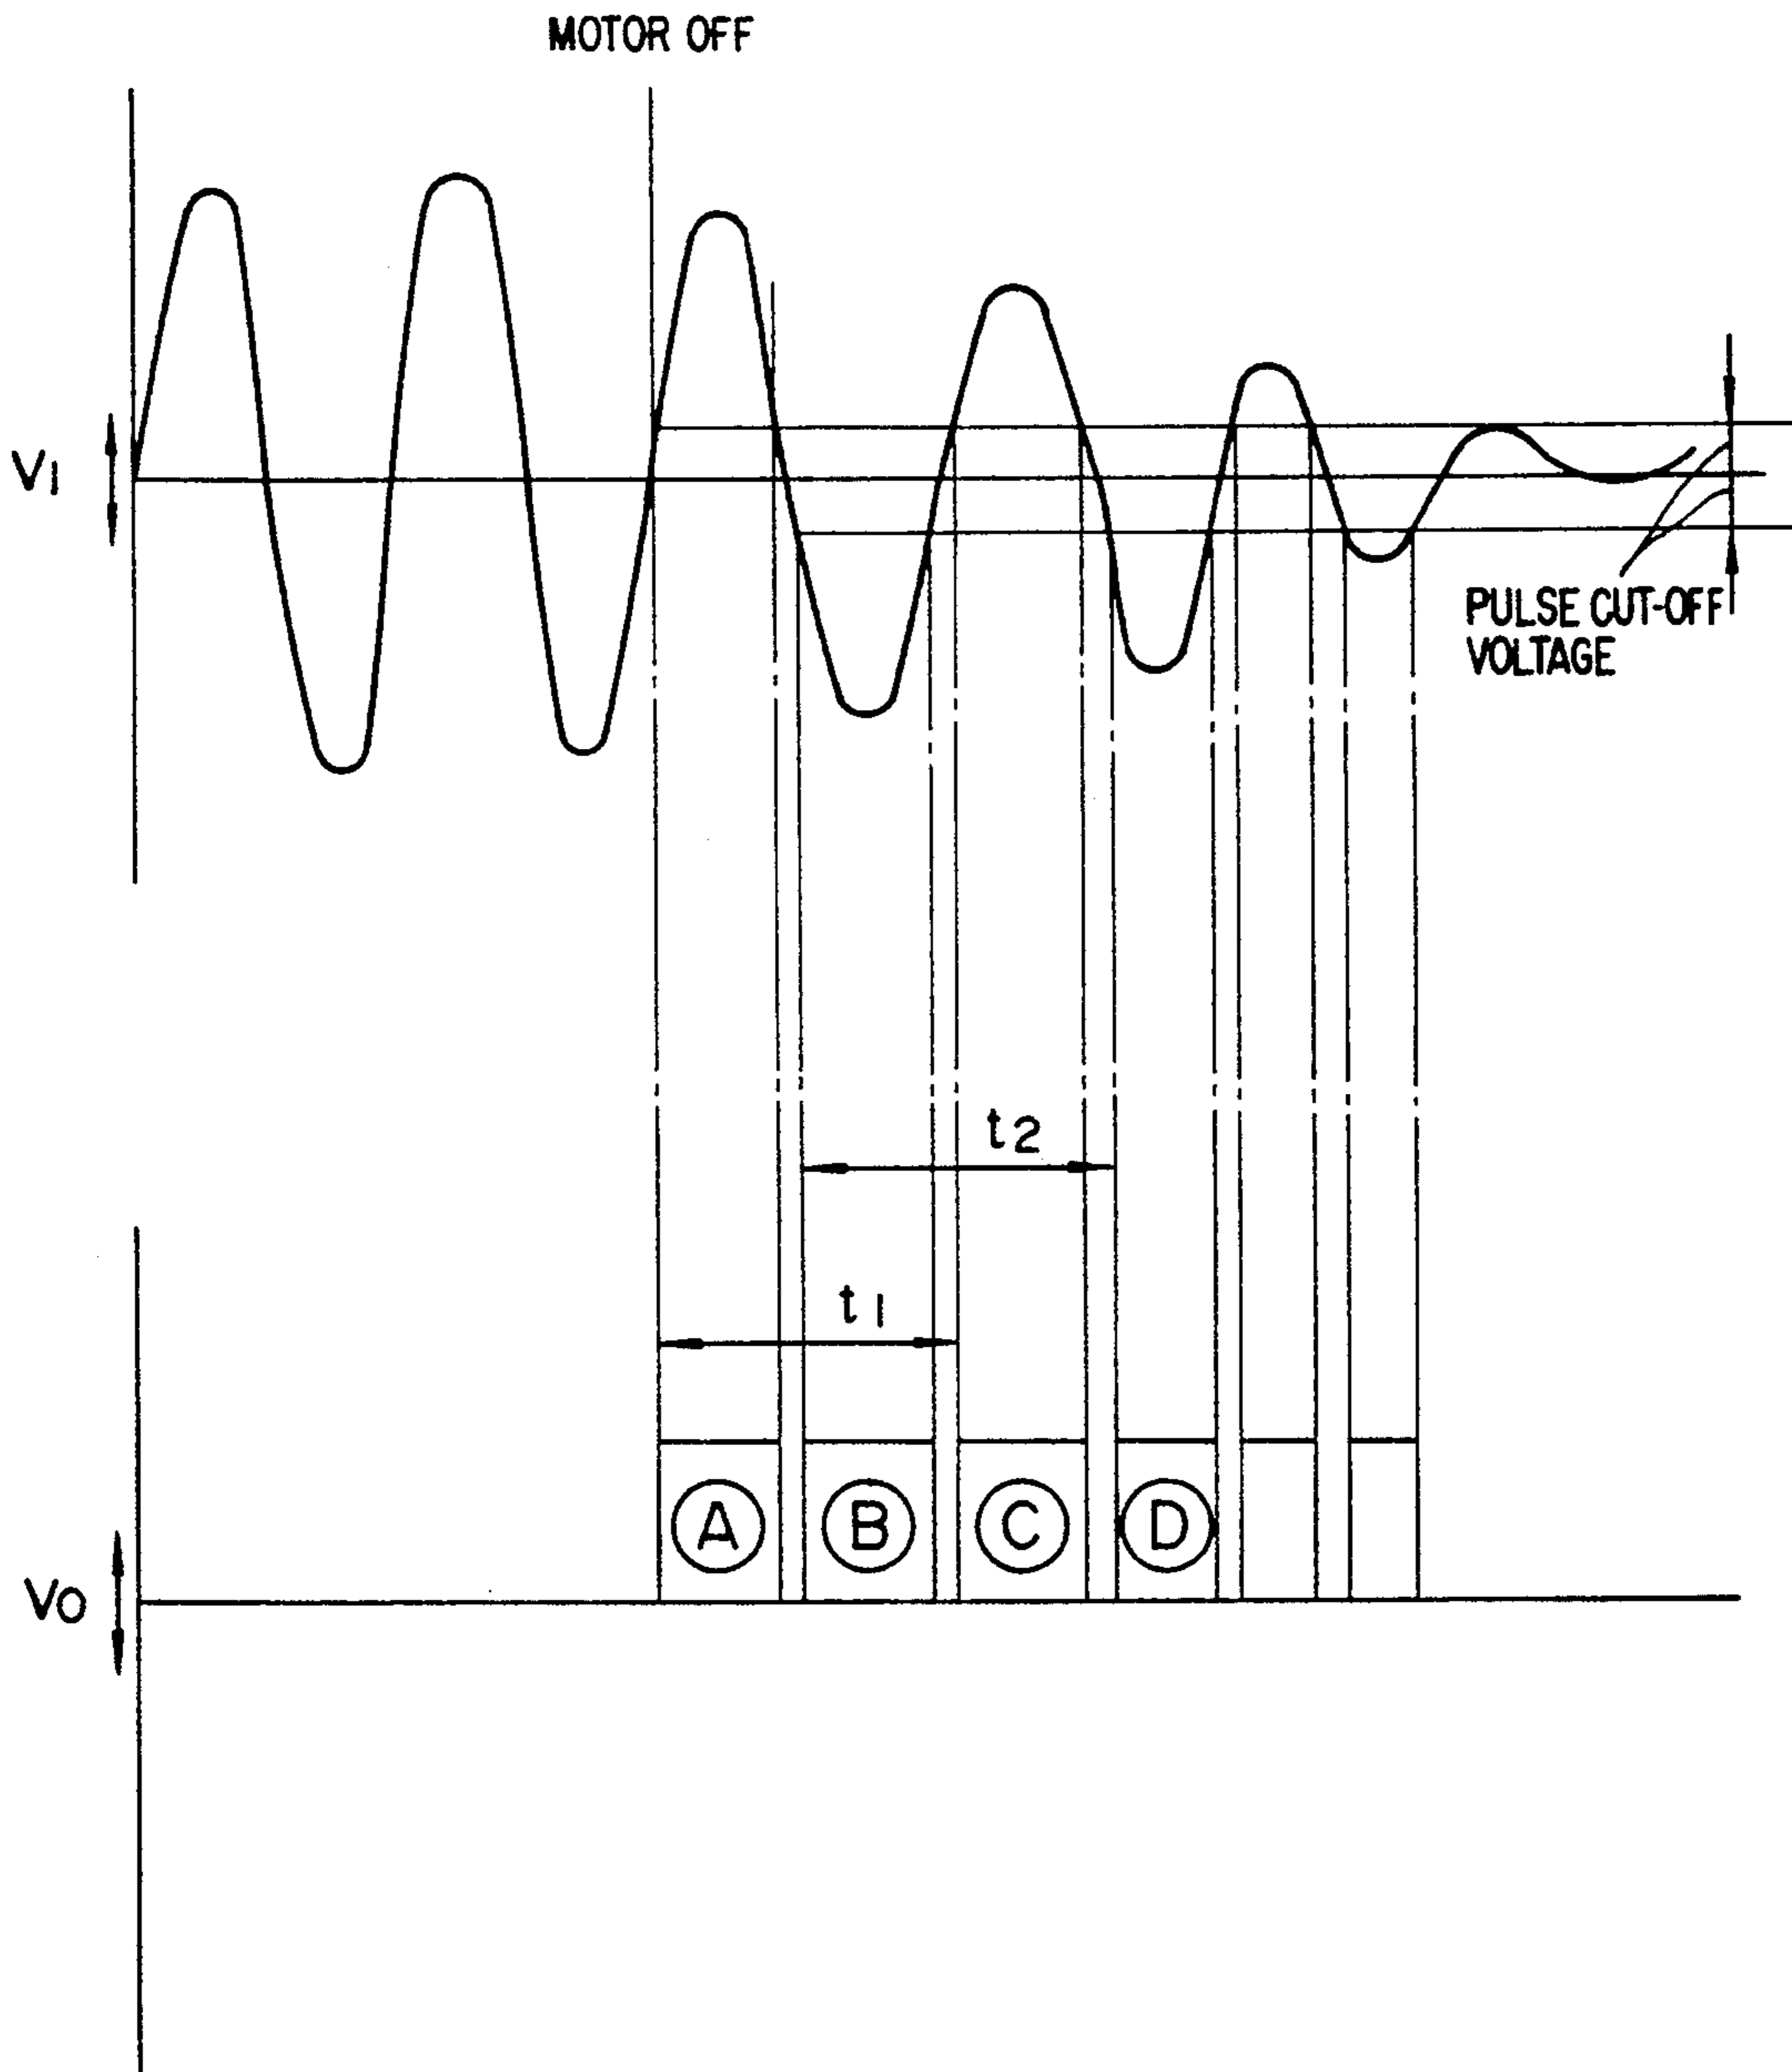 MOTOR OFF
V1
PULSE CUT-OFF
VOLTAGE
t2
t1
A B C D
VO